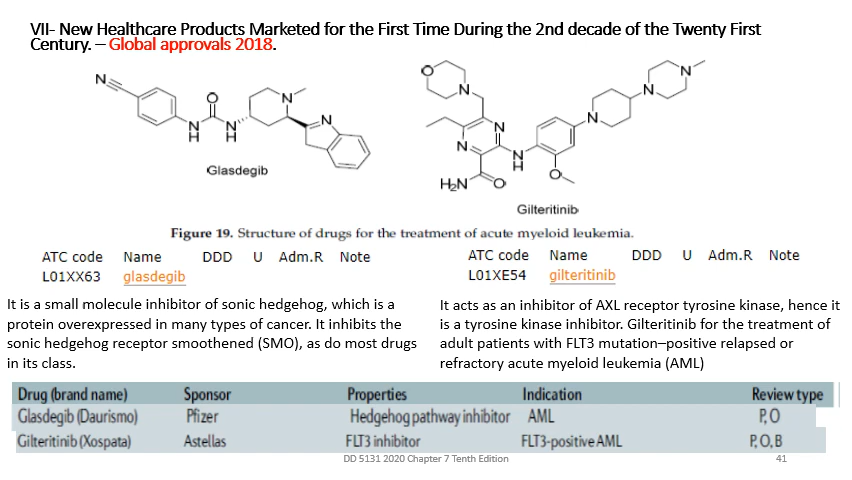 VII- New Healthcare Products Marketed for the First Time During the 2nd decade of the Twenty First
Century. – Global approvals 2018.
N
O
N
H
N
H
N
N
Glasdegib
O
N
N
N
N
H
H₂N
O
O
N
N
N
Gilteritinib
Figure 19. Structure of drugs for the treatment of acute myeloid leukemia.
ATC code Name DDD U Adm.R Note
L01XX63 glasdegib
ATC code Name DDD U Adm.R Note
L01XE54 gilteritinib
It is a small molecule inhibitor of sonic hedgehog, which is a
protein overexpressed in many types of cancer. It inhibits the
sonic hedgehog receptor smoothened (SMO), as do most drugs
in its class.
It acts as an inhibitor of AXL receptor tyrosine kinase, hence it
is a tyrosine kinase inhibitor. Gilteritinib for the treatment of
adult patients with FLT3 mutation–positive relapsed or
refractory acute myeloid leukemia (AML)
Drug (brand name) Sponsor Properties Indication Review type
Glasdegib (Daurismo) Pfizer Hedgehog pathway inhibitor AML P, O
Gilteritinib (Xospata) Astellas FLT3 inhibitor FLT3-positive AML P, O, B
DD 5131 2020 Chapter 7 Tenth Edition 41